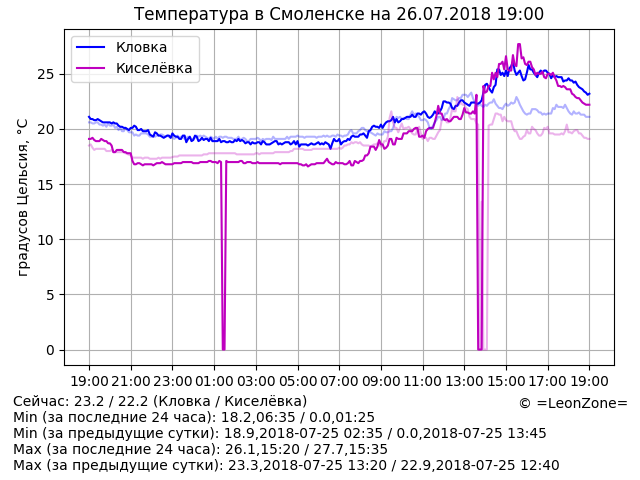 Температура в Смоленске на 26.07.2018 19:00
Кловка
Киселёвка
градусов Цельсия, °C
25
20
15
10
5
0
19:00 21:00 23:00 01:00 03:00 05:00 07:00 09:00 11:00 13:00 15:00 17:00 19:00
Сейчас: 23.2 / 22.2 (Кловка / Киселёвка)
© =LeonZone=
Min (за последние 24 часа): 18.2,06:35 / 0.0,01:25
Min (за предыдущие сутки): 18.9,2018-07-25 02:35 / 0.0,2018-07-25 13:45
Max (за последние 24 часа): 26.1,15:20 / 27.7,15:35
Max (за предыдущие сутки): 23.3,2018-07-25 13:20 / 22.9,2018-07-25 12:40